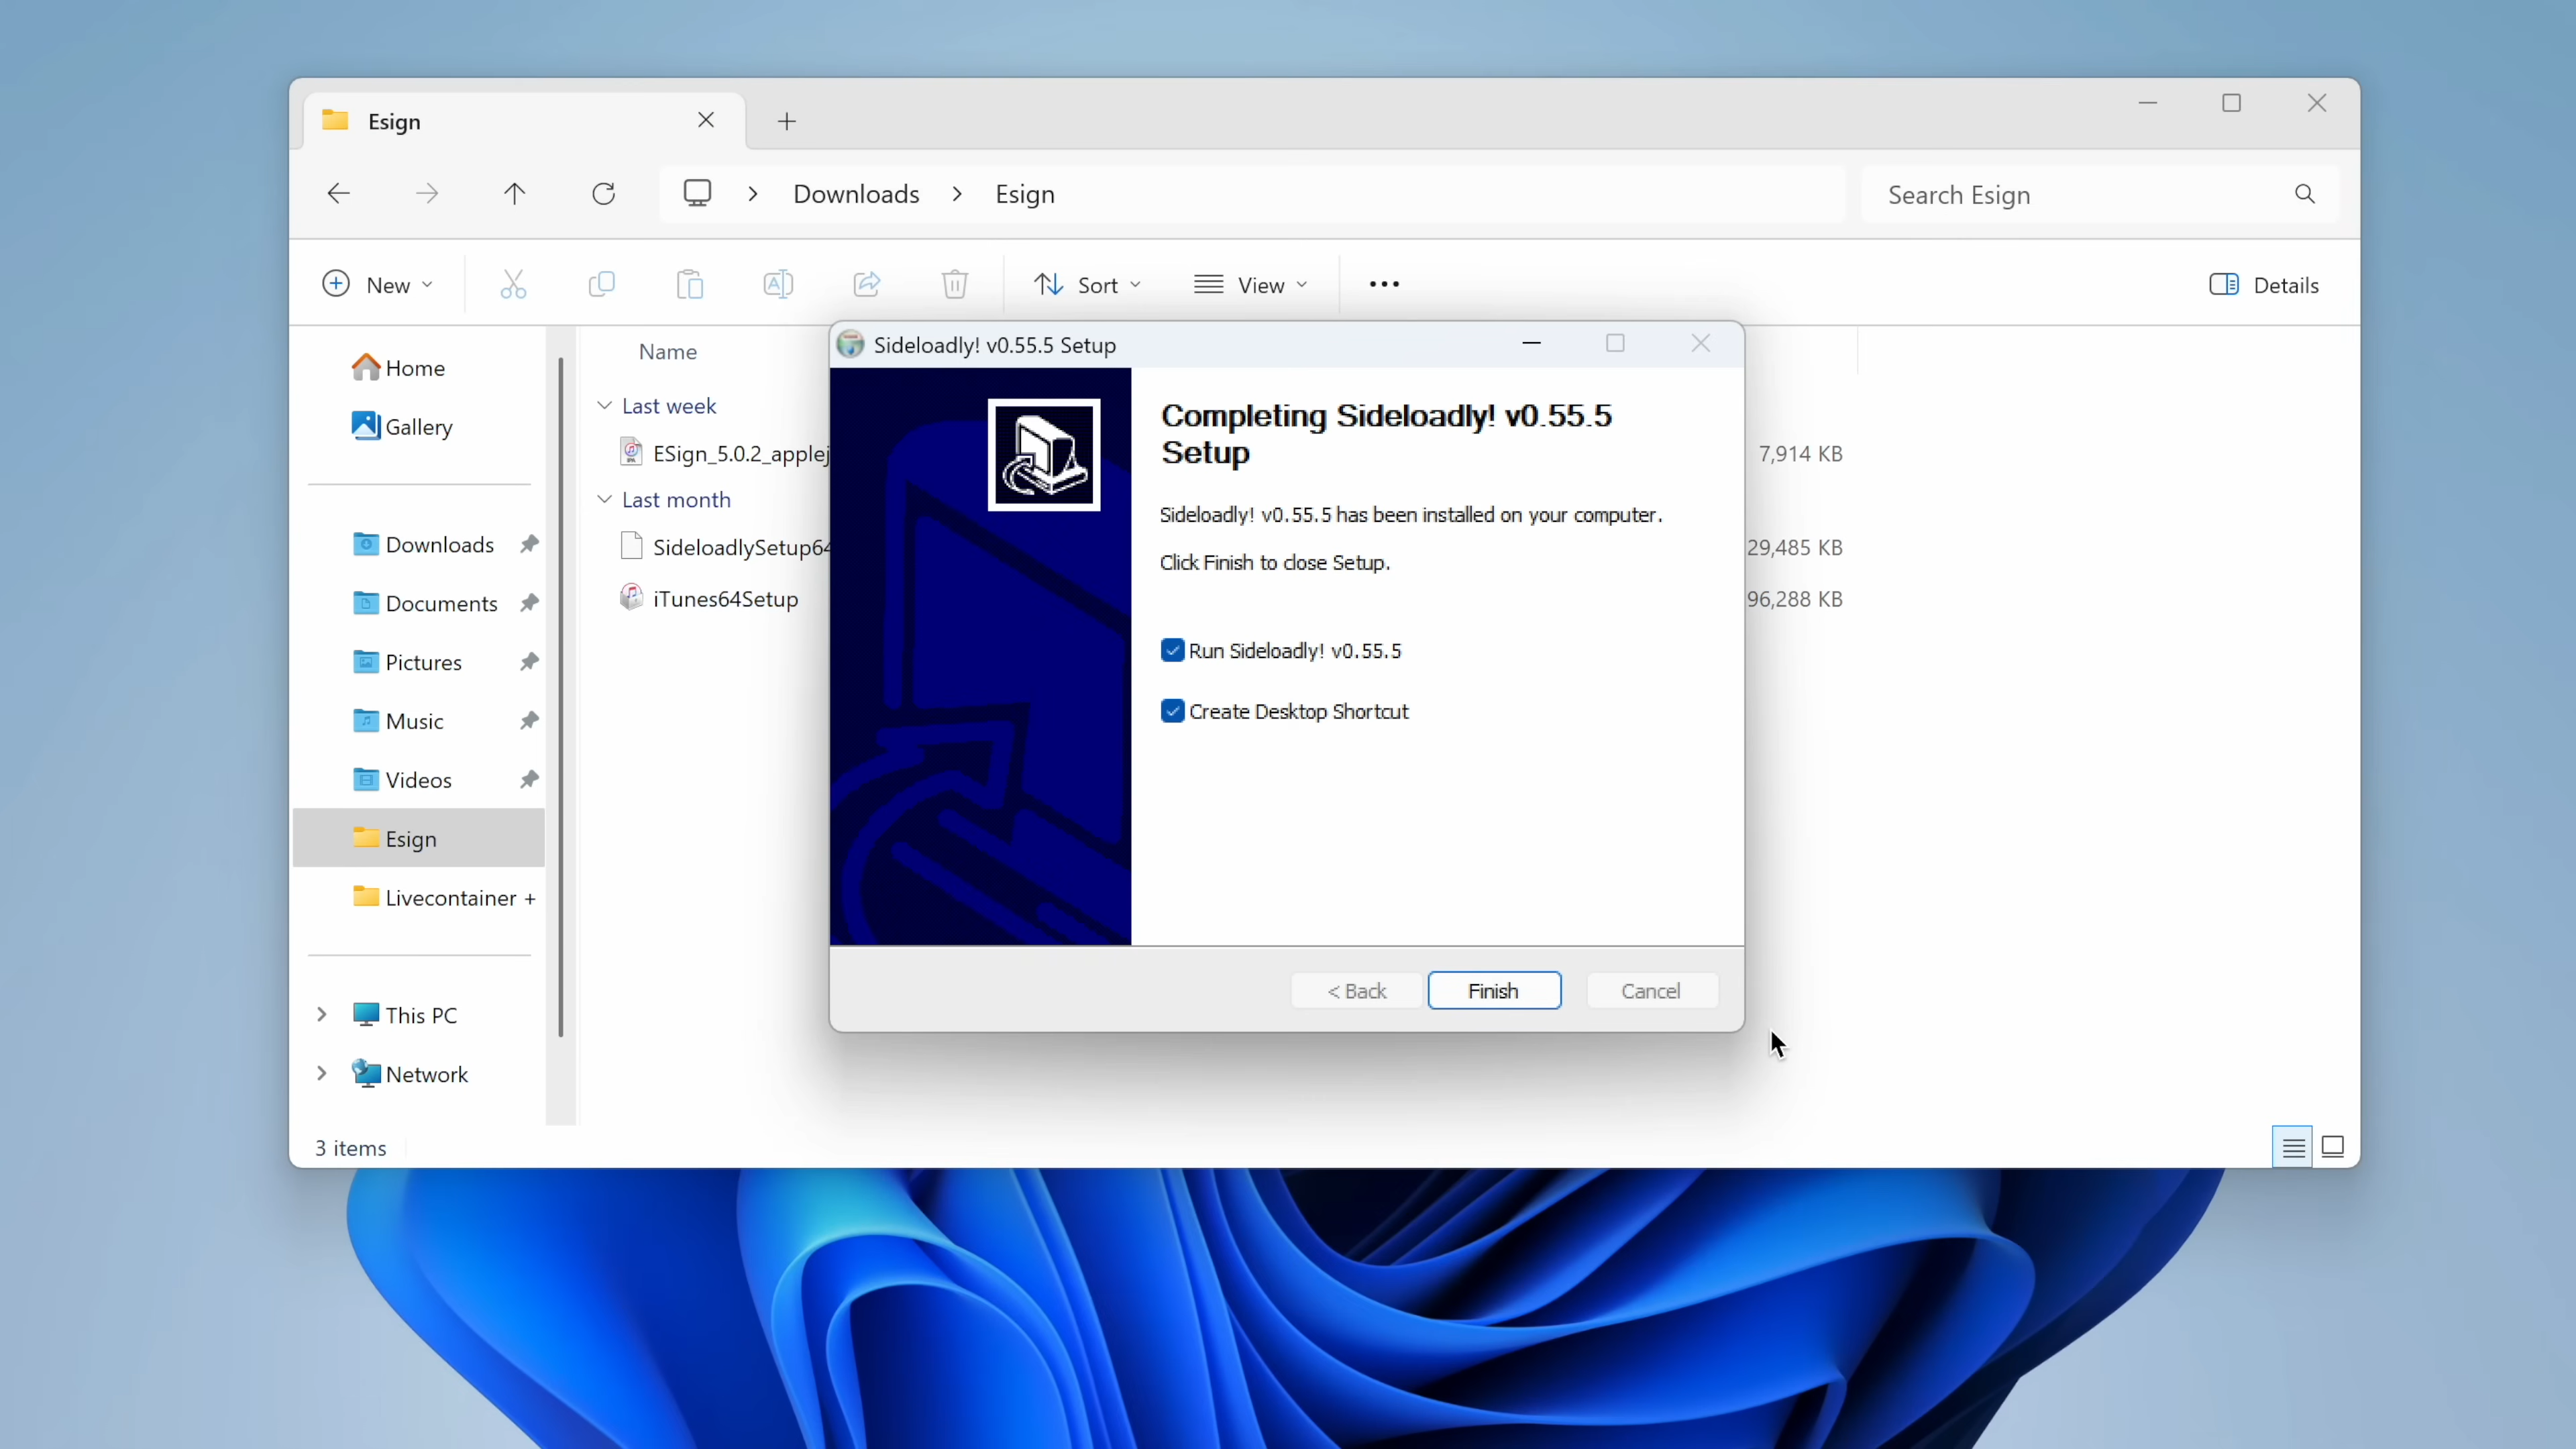 Esign
Downloads
Esign
Search Esign
New
Sort
View
Details
Home
Gallery
Downloads
Documents
Pictures
Music
Videos
Esign
Livecontainer +
This PC
Network
3 items
Name
Last week
ESign_5.0.2_applej
7,914 KB
Last month
SideloadlySetup64
29,485 KB
iTunes64Setup
96,288 KB
Sideloadly! v0.55.5 Setup
Completing Sideloadly! v0.55.5
Setup
Sideloadly! v0.55.5 has been installed on your computer.
Click Finish to close Setup.
Run Sideloadly! v0.55.5
Create Desktop Shortcut
< Back
Finish
Cancel